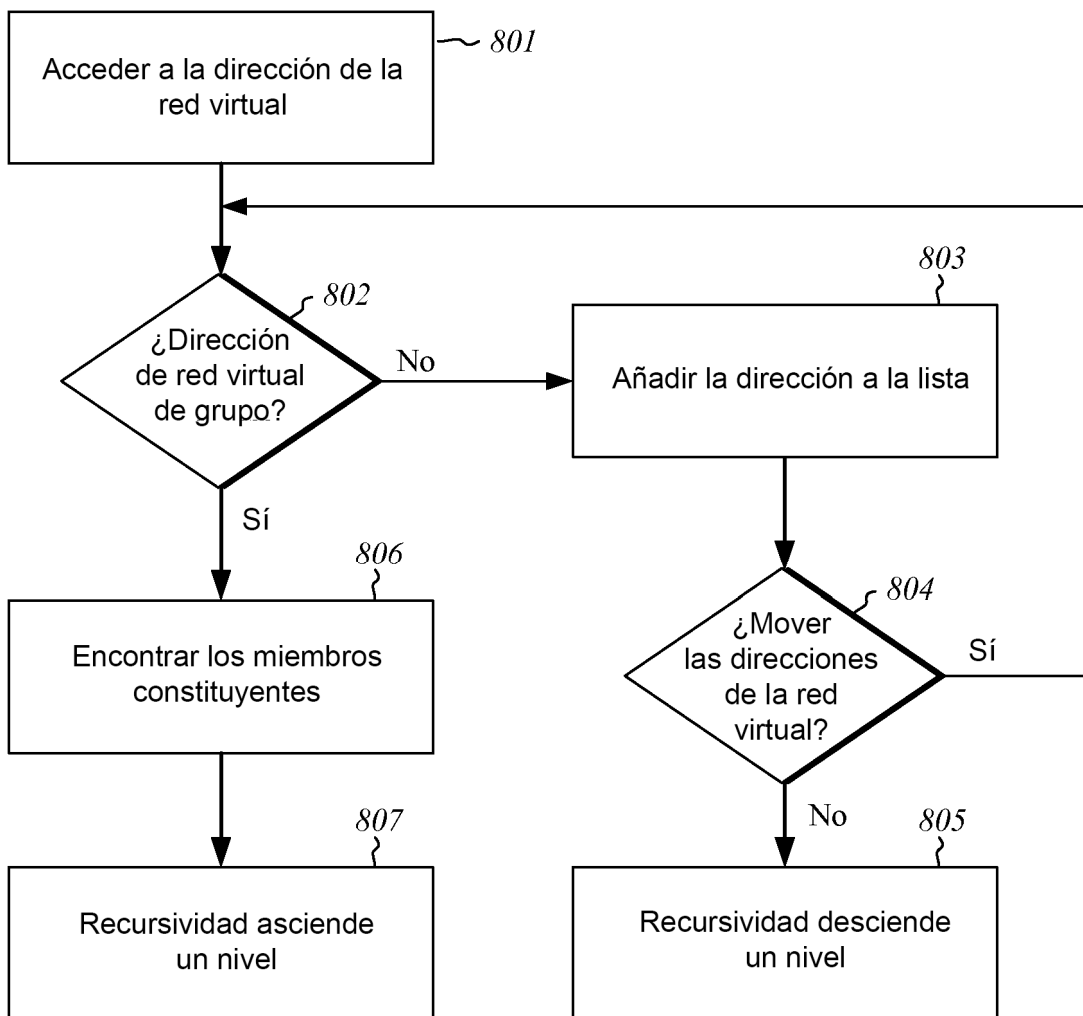 801
Acceder a la dirección de la
red virtual
802
¿Dirección
de red virtual
de grupo?
No
803
Añadir la dirección a la lista
Sí
804
¿Mover
las direcciones
de la red
virtual?
Sí
806
Encontrar los miembros
constituyentes
No
807
Recursividad asciende
un nivel
805
Recursividad desciende
un nivel